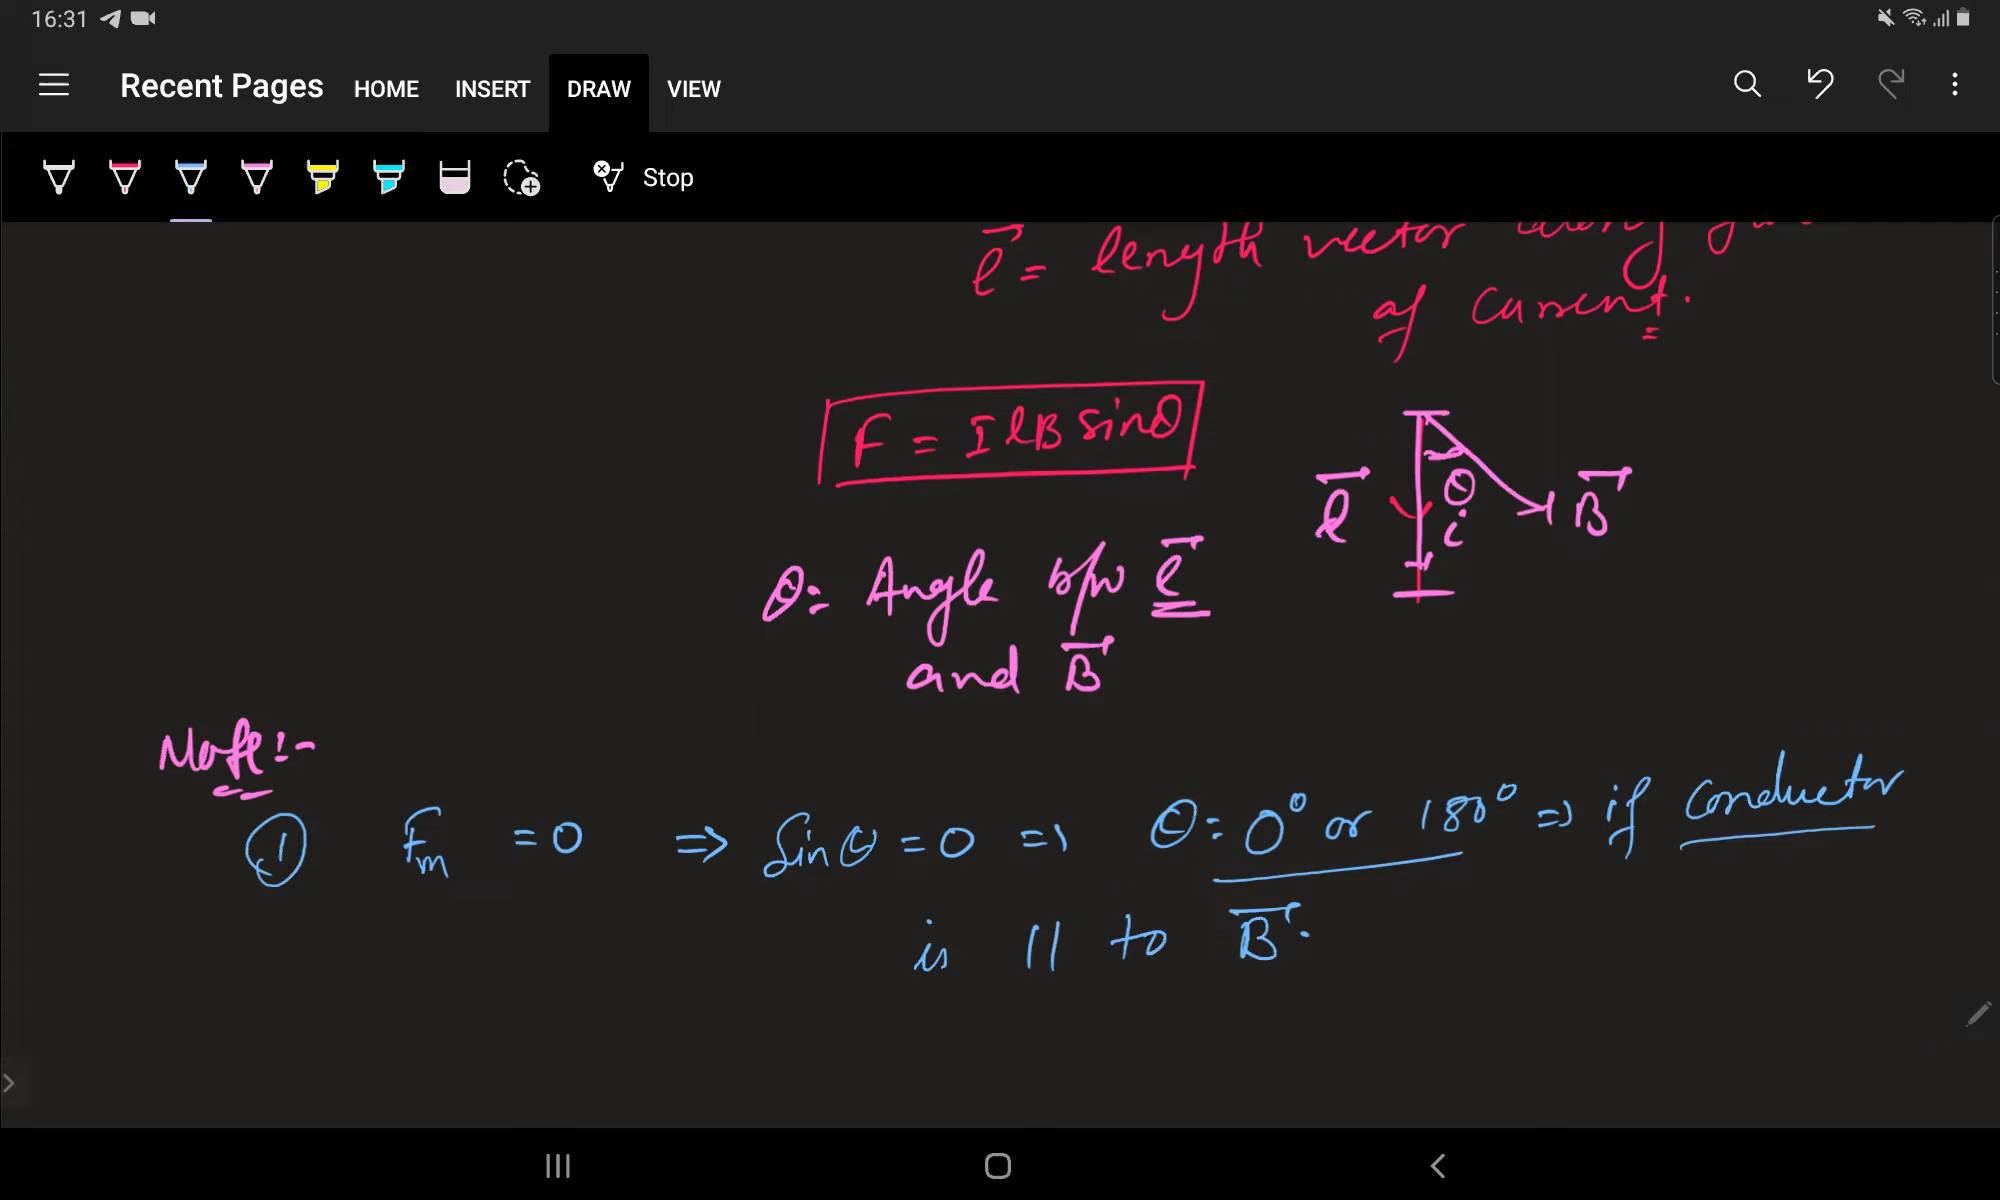 16:31
Recent Pages HOME INSERT DRAW VIEW
Stop
l⃗ = length vector along
of current.
F = I l B sinθ
l⃗ θ i B⃗
θ = Angle b/w l⃗
and B⃗
Note:-
① Fm = 0 ⇒ Sinθ = 0 ⇒ θ = 0° or 180° ⇒ if conductor
is || to B⃗.